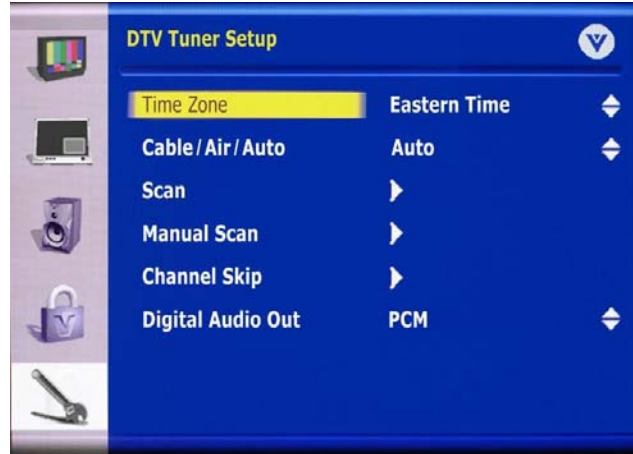 DTV Tuner Setup
Time Zone Eastern Time
Cable/Air/Auto Auto
Scan
Manual Scan
Channel Skip
Digital Audio Out PCM